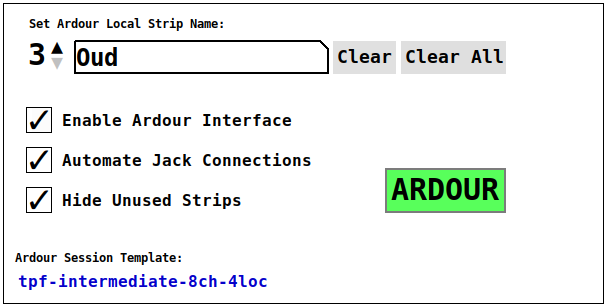 Set Ardour Local Strip Name:
3 Oud Clear Clear All
Enable Ardour Interface
Automate Jack Connections
ARDOUR
Hide Unused Strips
Ardour Session Template:
tpf-intermediate-8ch-4loc